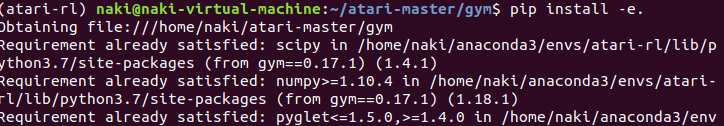 (atari-rl) naki@naki-virtual-machine:~/atari-master/gym$ pip install -e.
Obtaining file:///home/naki/atari-master/gym
Requirement already satisfied: scipy in /home/naki/anaconda3/envs/atari-rl/lib/p
ython3.7/site-packages (from gym==0.17.1) (1.4.1)
Requirement already satisfied: numpy>=1.10.4 in /home/naki/anaconda3/envs/atari-
rl/lib/python3.7/site-packages (from gym==0.17.1) (1.18.1)
Requirement already satisfied: pyglet<=1.5.0,>=1.4.0 in /home/naki/anaconda3/env